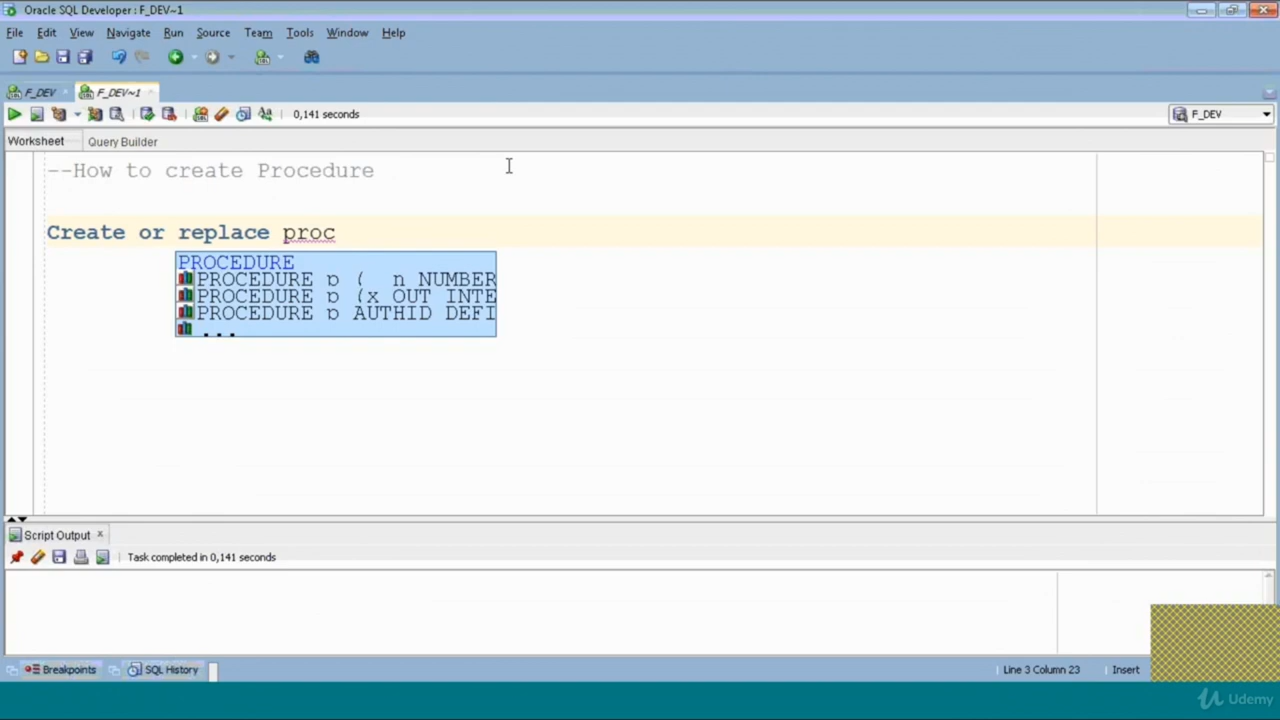 Oracle SQL Developer : F_DEV~1
File Edit View Navigate Run Source Team Tools Window Help
F_DEV F_DEV~1
0,141 seconds F_DEV
Worksheet Query Builder
--How to create Procedure
Create or replace proc
PROCEDURE
PROCEDURE p ( n NUMBER
PROCEDURE p (x OUT INTE
PROCEDURE p AUTHID DEFI
...
Script Output
Task completed in 0,141 seconds
Breakpoints SQL History Line 3 Column 23 Insert
Udemy